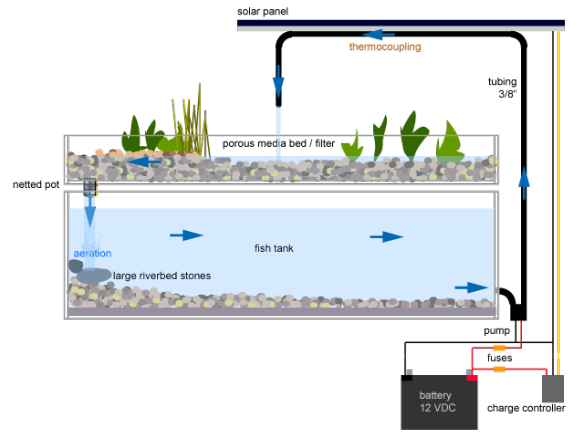 solar panel
thermocoupling
tubing
3/8"
porous media bed / filter
netted pot
fish tank
aeration
large riverbed stones
pump
fuses
battery
12 VDC
charge controller